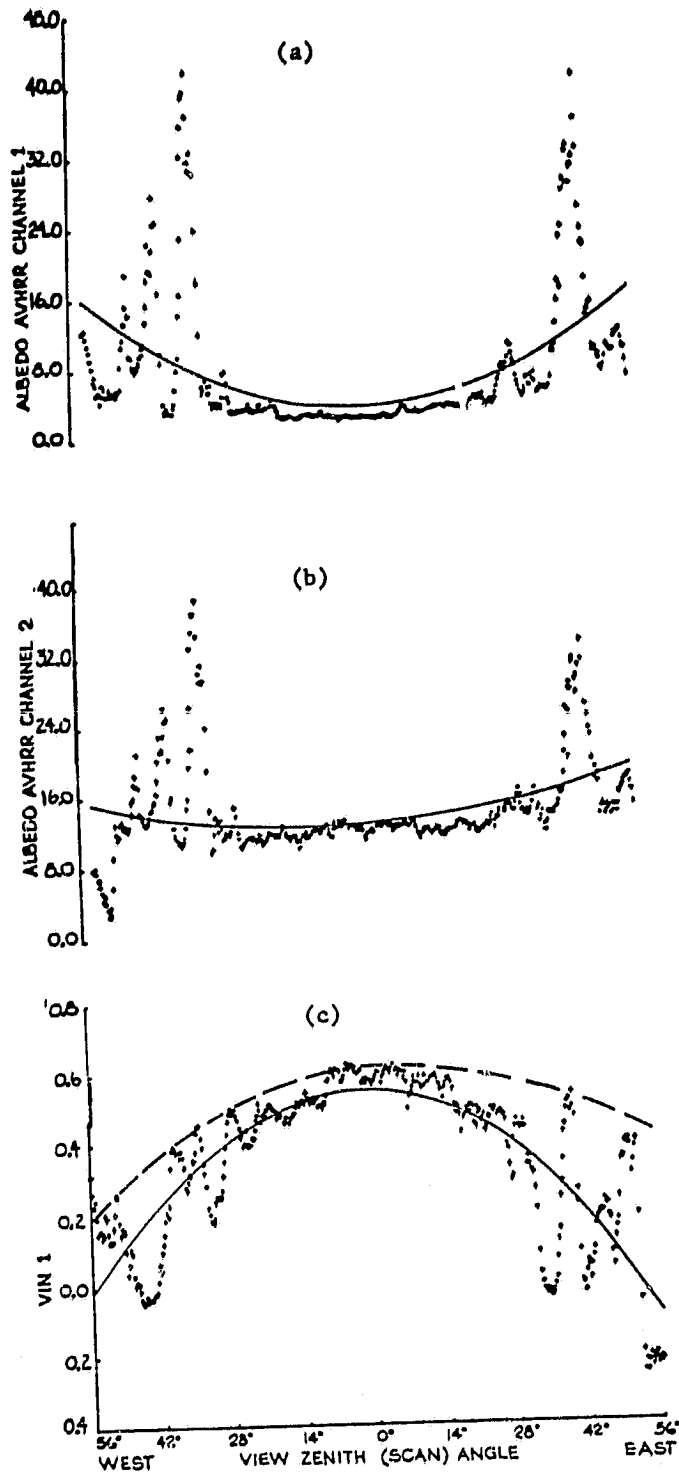 (a)
48.0
40.0
32.0
24.0
16.0
8.0
0.0
ALBEDO AVHRR CHANNEL 1
(b)
40.0
32.0
24.0
16.0
8.0
0.0
ALBEDO AVHRR CHANNEL 2
(c)
0.8
0.6
0.4
0.2
0.0
0.2
0.4
VIN 1
56° 42° 28° 14° 0° 14° 28° 42° 56°
WEST VIEW ZENITH (SCAN) ANGLE EAST